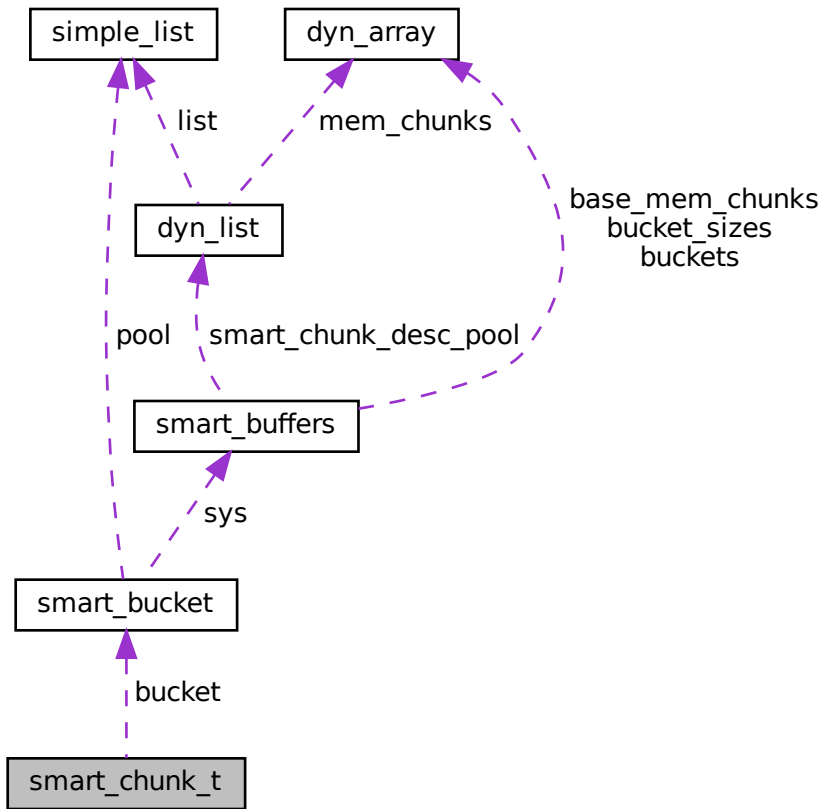 simple_list
dyn_array
list
mem_chunks
base_mem_chunks
bucket_sizes
buckets
dyn_list
pool
smart_chunk_desc_pool
smart_buffers
sys
smart_bucket
bucket
smart_chunk_t